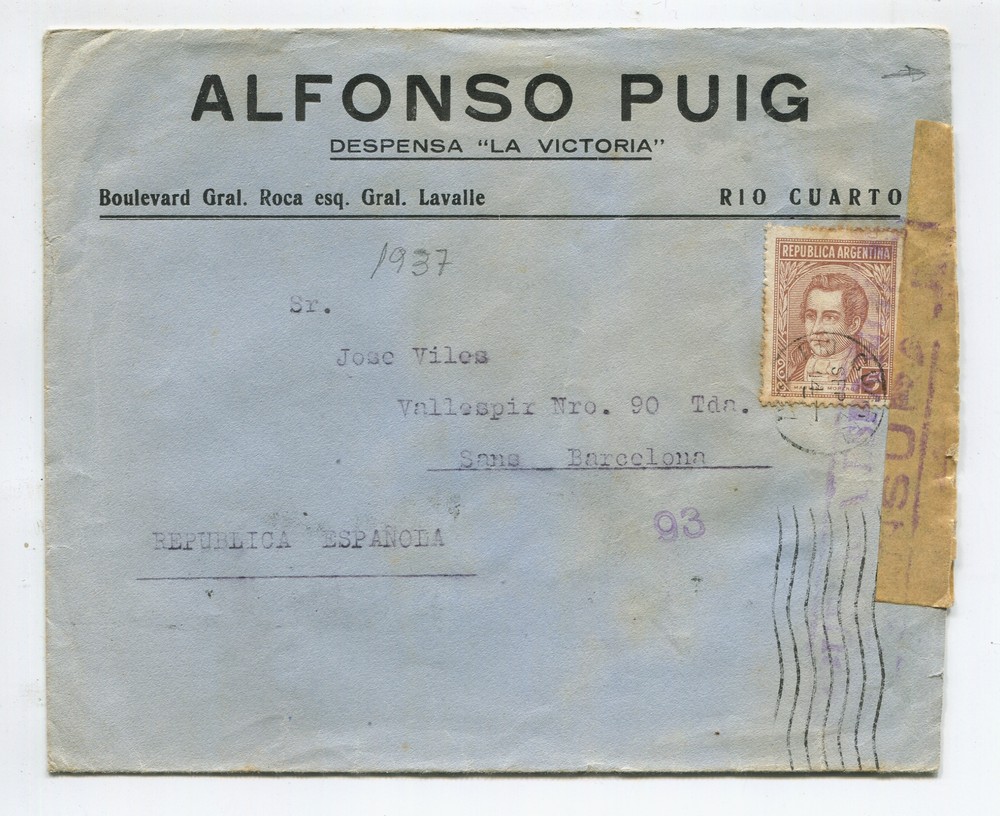 ALFONSO PUIG
DESPENSA "LA VICTORIA"
Boulevard Gral. Roca esq. Gral. Lavalle
RIO CUARTO
1937
REPUBLICA ARGENTINA
5
Sr.
Jose Viles
Vallespir Nro. 90 Tda.
Sans Barcelona
93
REPUBLICA ESPAÑOLA